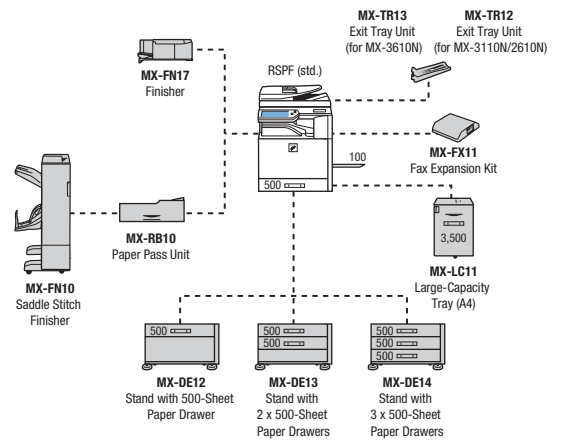 MX-TR13
Exit Tray Unit
(for MX-3610N)
MX-TR12
Exit Tray Unit
(for MX-3110N/2610N)
RSPF (std.)
MX-FN17
Finisher
100
500
MX-FX11
Fax Expansion Kit
3,500
MX-LC11
Large-Capacity
Tray (A4)
MX-RB10
Paper Pass Unit
MX-FN10
Saddle Stitch
Finisher
500
MX-DE12
Stand with 500-Sheet
Paper Drawer
500
500
MX-DE13
Stand with
2 x 500-Sheet
Paper Drawers
500
500
500
MX-DE14
Stand with
3 x 500-Sheet
Paper Drawers